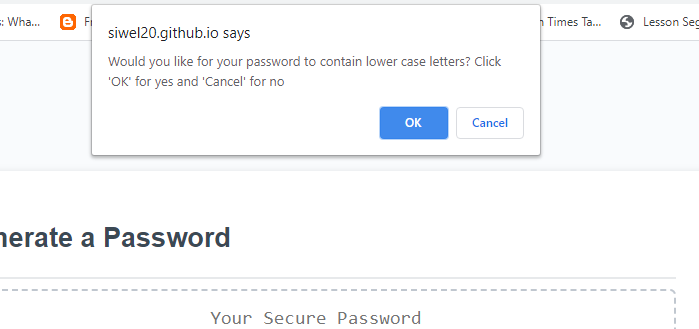 s: Wha...
n Times Ta...
Lesson Seg
siwel20.github.io says
Would you like for your password to contain lower case letters? Click
'OK' for yes and 'Cancel' for no
OK
Cancel
nerate a Password
Your Secure Password